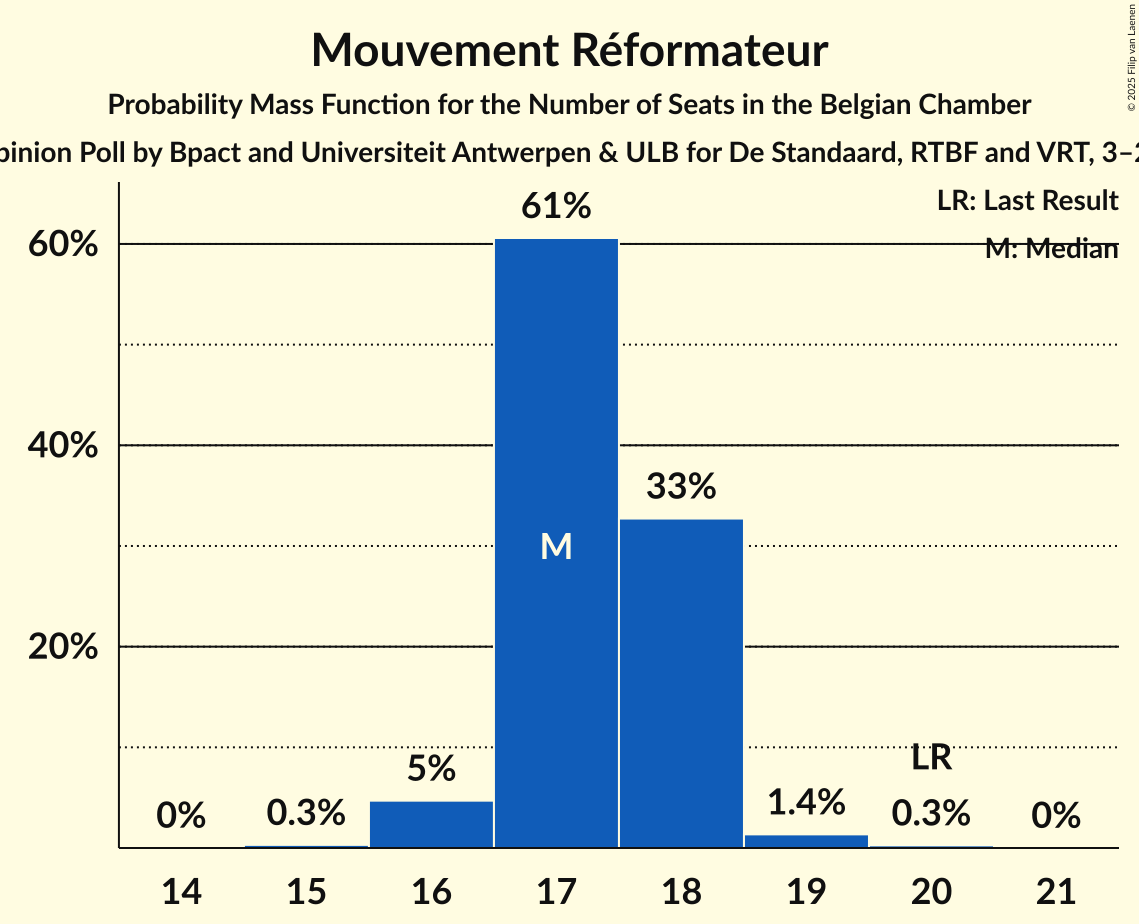 Mouvement Réformateur
Probability Mass Function for the Number of Seats in the Belgian Chamber
Poll by Bpact and Universiteit Antwerpen & ULB for De Standaard, RTBF and VRT,
© 2025 Filip van Laenen
LR: Last Result
M: Median
60%
40%
20%
0%
0.3%
5%
61%
M
33%
1.4%
LR
0.3%
0%
14 15 16 17 18 19 20 21